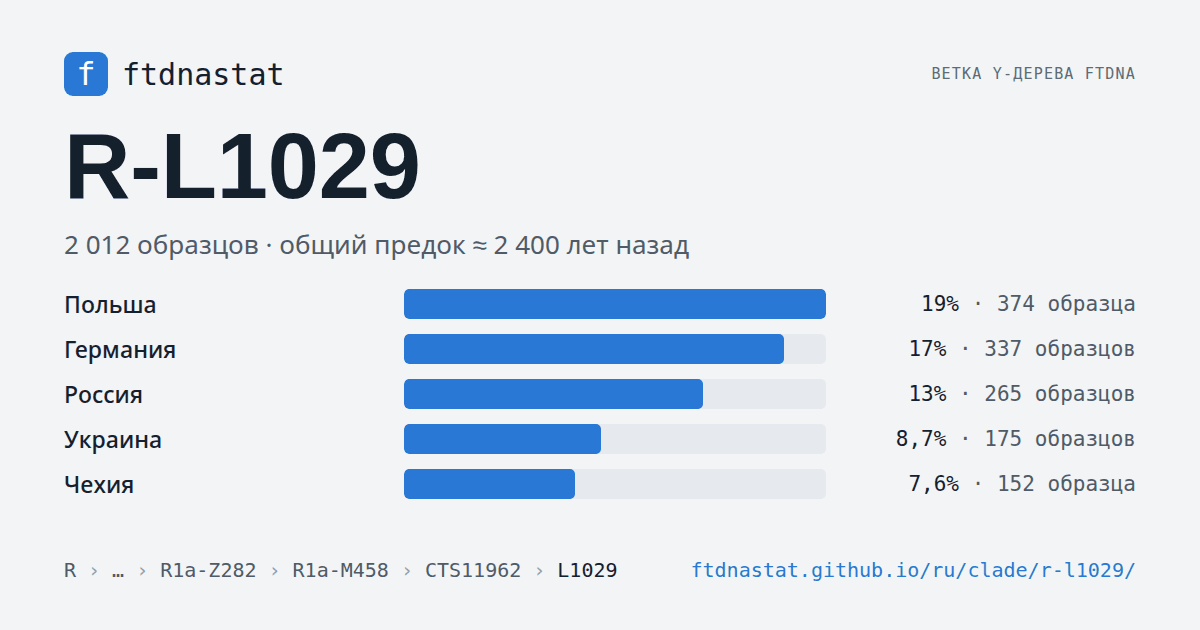 f ftdnastat
ВЕТКА Y-ДЕРЕВА FTDNA
R-L1029
2 012 образцов · общий предок ≈ 2 400 лет назад
Польша 19% · 374 образца
Германия 17% · 337 образцов
Россия 13% · 265 образцов
Украина 8,7% · 175 образцов
Чехия 7,6% · 152 образца
R › … › R1a-Z282 › R1a-M458 › CTS11962 › L1029
ftdnastat.github.io/ru/clade/r-l1029/